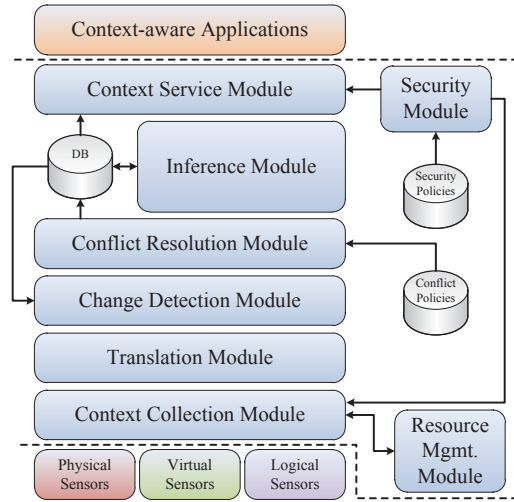 Context-aware Applications
Context Service Module
Security
Module
DB
Inference Module
Security
Policies
Conflict Resolution Module
Change Detection Module
Conflict
Policies
Translation Module
Context Collection Module
Resource
Mgmt.
Module
Physical
Sensors
Virtual
Sensors
Logical
Sensors